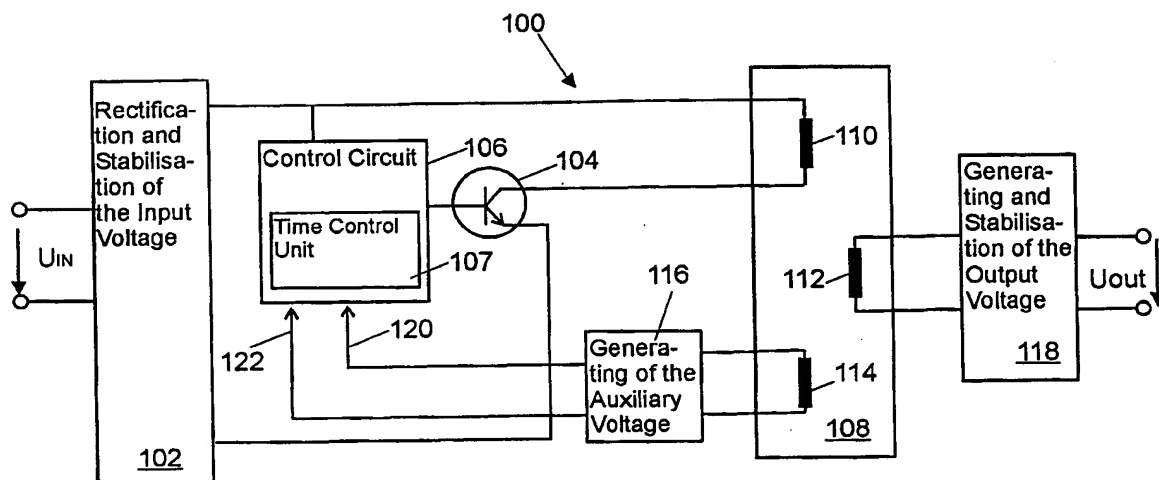 100
Rectifica-
tion and
Stabilisa-
tion of
the Input
Voltage
102
UIN
Control Circuit
106
104
Time Control
Unit
107
122
120
116
Genera-
ting of the
Auxiliary
Voltage
110
112
114
108
Genera-
ting and
Stabilisa-
tion of the
Output
Voltage
118
Uout